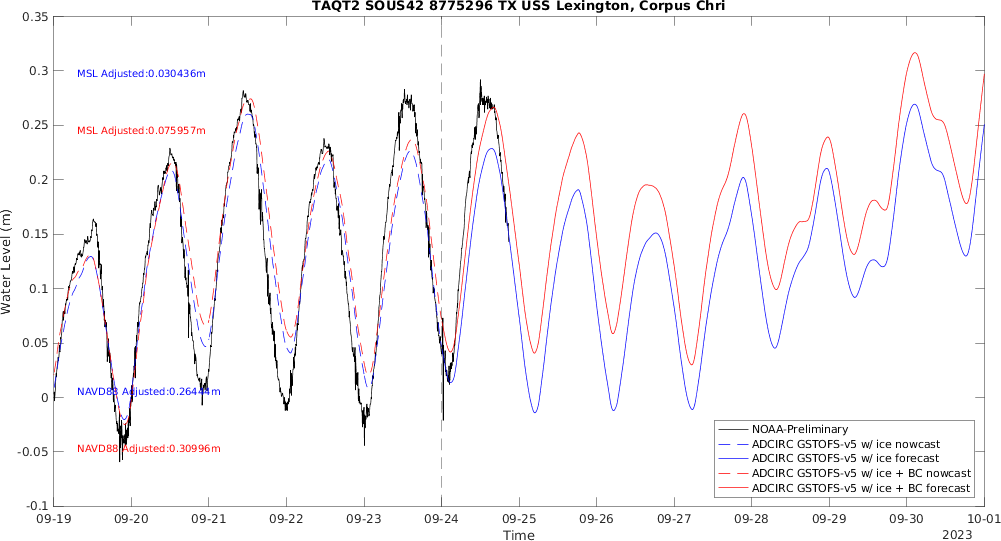 TAQT2 SOUS42 8775296 TX USS Lexington, Corpus Chri
0.35
0.3
0.25
0.2
0.15
0.1
0.05
0
-0.05
-0.1
Water Level (m)
MSL Adjusted:0.030436m
MSL Adjusted:0.075957m
NAVD88 Adjusted:0.26444m
NAVD88 Adjusted:0.30996m
NOAA-Preliminary
ADCIRC GSTOFS-v5 w/ ice nowcast
ADCIRC GSTOFS-v5 w/ ice forecast
ADCIRC GSTOFS-v5 w/ ice + BC nowcast
ADCIRC GSTOFS-v5 w/ ice + BC forecast
09-19 09-20 09-21 09-22 09-23 09-24 09-25 09-26 09-27 09-28 09-29 09-30 10-01
Time
2023